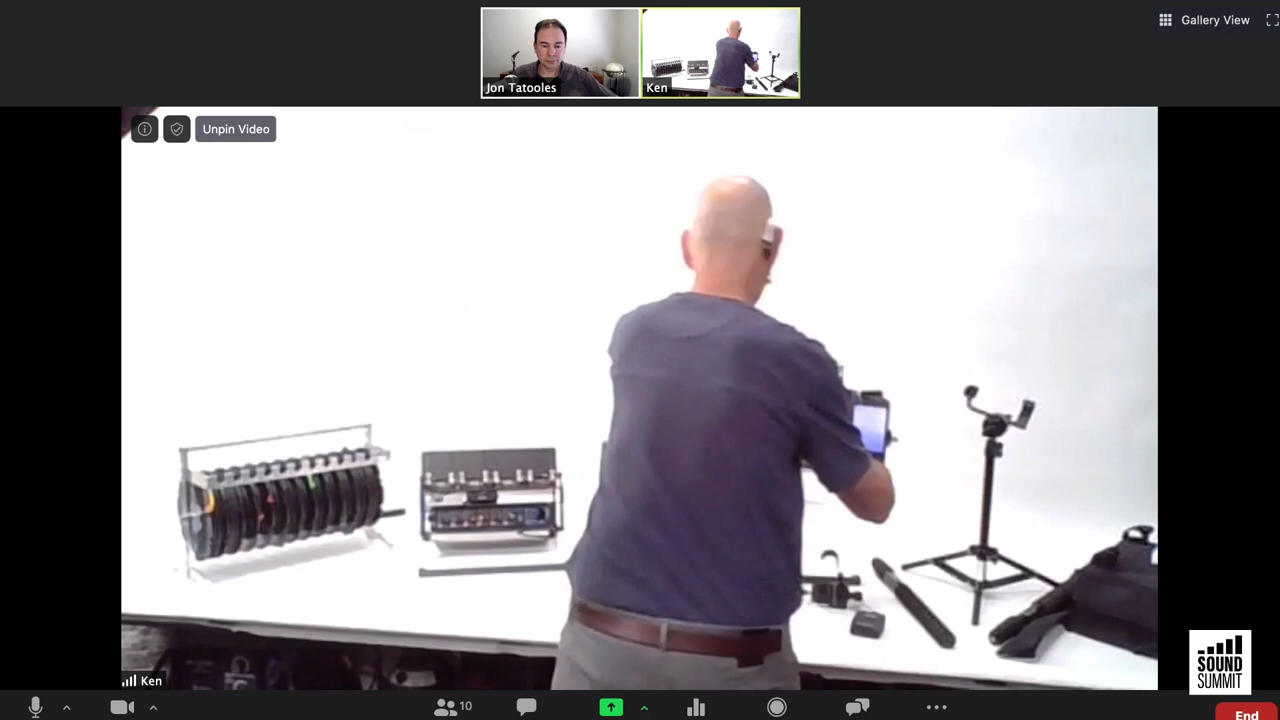 Gallery View
Jon Tatooles
Ken
Unpin Video
Ken
10
SOUND
SUMMIT
End